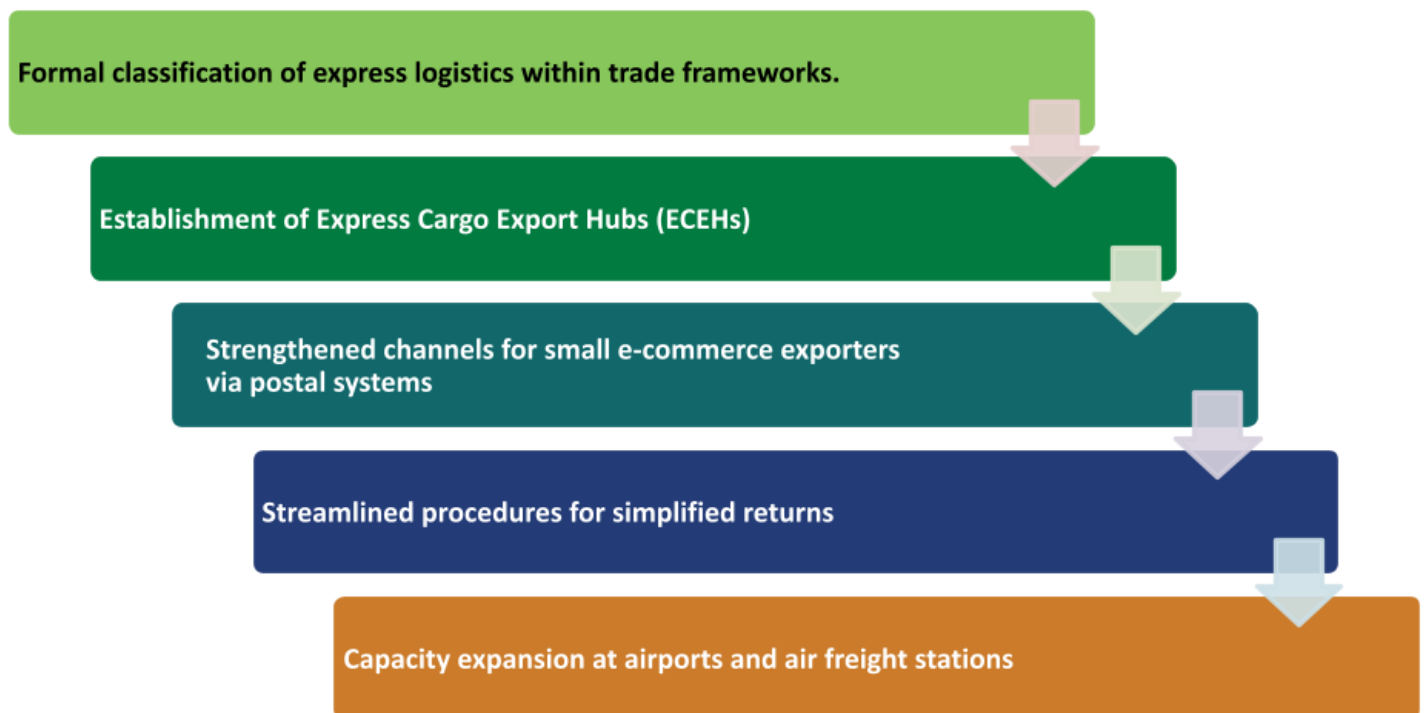 Formal classification of express logistics within trade frameworks.
Establishment of Express Cargo Export Hubs (ECEHs)
Strengthened channels for small e-commerce exporters
via postal systems
Streamlined procedures for simplified returns
Capacity expansion at airports and air freight stations